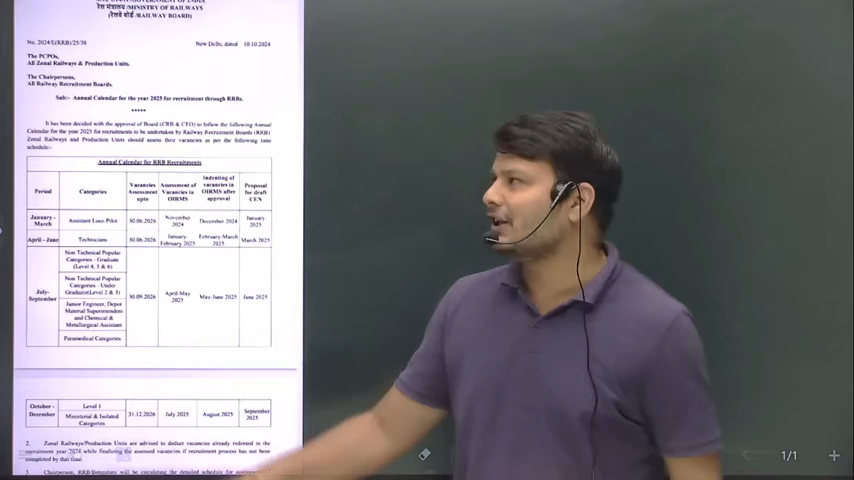 रेल मंत्रालय /MINISTRY OF RAILWAYS
(रेलवे बोर्ड /RAILWAY BOARD)
No. 2024/E(RRB)/25/38
New Delhi, dated 10.10.2024
The PCPOs,
All Zonal Railways & Production Units.
The Chairpersons,
All Railway Recruitment Boards.
Sub:- Annual Calendar for the year 2025 for recruitment through RRBs.
*****
It has been decided with the approval of Board (CRB & CEO) to follow the following Annual
Calendar for the year 2025 for recruitments to be undertaken by Railway Recruitment Boards (RRB)
Zonal Railways and Production Units should assess their vacancies as per the following time
schedule:-
Annual Calendar for RRB Recruitments
Period
Categories
Vacancies
Assessment
upto
Assessment of
Vacancies in
OIRMS
Indenting of
vacancies in
OIRMS after
approval
Proposal
for draft
CEN
January -
March
Assistant Loco Pilot
30.06.2026
November
2024
December 2024
January
2025
April - June
Technicians
30.06.2026
January-
February 2025
February-March
2025
March 2025
July-
September
Non Technical Popular
Categories - Graduate
(Level 4, 5 & 6)
Non Technical Popular
Categories - Under
Graduate(Level 2 & 3)
Junior Engineer, Depot
Material Superintendent
and Chemical &
Metallurgical Assistant
Paramedical Categories
30.09.2026
April-May
2025
May-June 2025
June 2025
October -
December
Level 1
Ministerial & Isolated
Categories
31.12.2026
July 2025
August 2025
September
2025
2. Zonal Railways/Production Units are advised to deduct vacancies already indented in the
recruitment year 2024 while finalizing the assessed vacancies if recruitment process has not been
completed by that time.
3. Chairperson, RRB/Bengaluru will be circulating the detailed schedule for
1/1